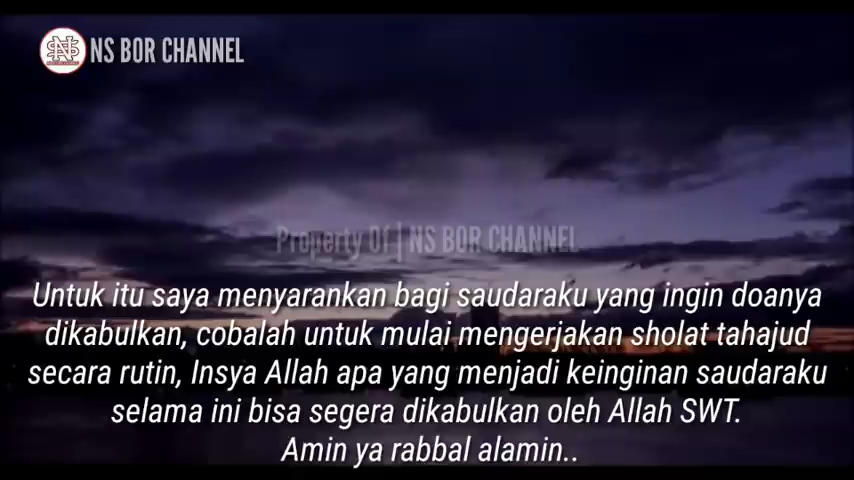 NS BOR CHANNEL
Property Of | NS BOR CHANNEL
Untuk itu saya menyarankan bagi saudaraku yang ingin doanya
dikabulkan, cobalah untuk mulai mengerjakan sholat tahajud
secara rutin, Insya Allah apa yang menjadi keinginan saudaraku
selama ini bisa segera dikabulkan oleh Allah SWT.
Amin ya rabbal alamin..